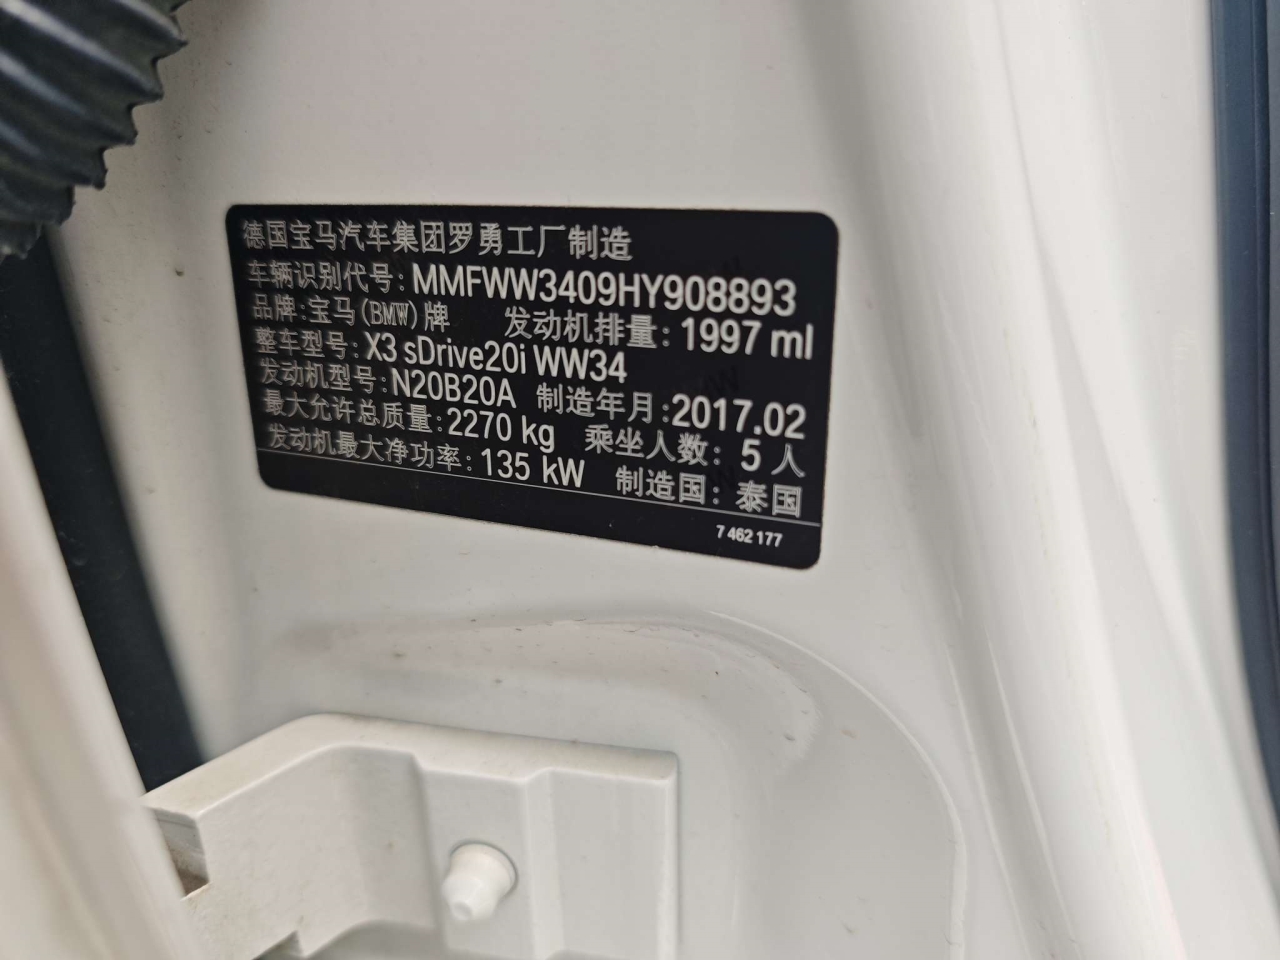 德国宝马汽车集团罗勇工厂制造
车辆识别代号: MMFWW3409HY908893
品牌:宝马(BMW)牌 发动机排量: 1997 ml
整车型号: X3 sDrive20i WW34
发动机型号: N20B20A 制造年月: 2017.02
最大允许总质量: 2270 kg 乘坐人数: 5 人
发动机最大净功率: 135 kW 制造国: 泰国
7 462 177